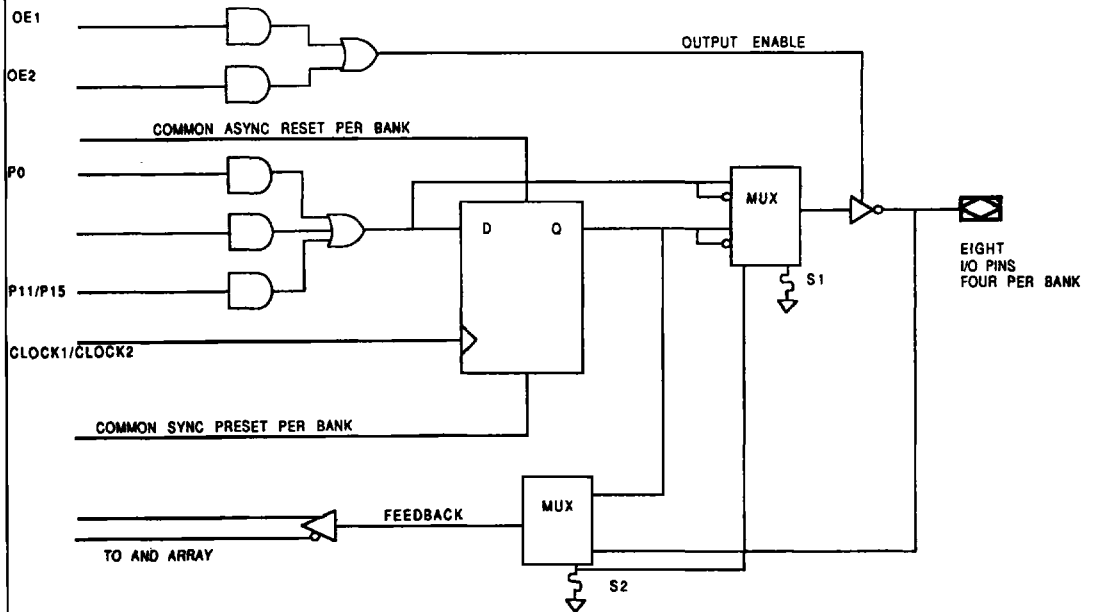 OE1
OUTPUT ENABLE
OE2
COMMON ASYNC RESET PER BANK
P0
MUX
D Q
EIGHT
I/O PINS
FOUR PER BANK
S1
P11/P15
CLOCK1/CLOCK2
COMMON SYNC PRESET PER BANK
MUX
FEEDBACK
TO AND ARRAY
S2